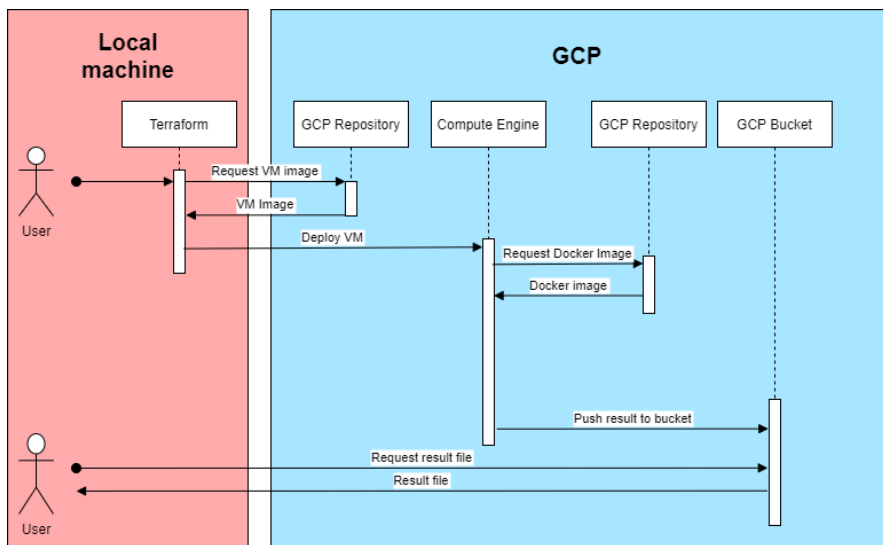 Local
machine
GCP
Terraform
GCP Repository
Compute Engine
GCP Repository
GCP Bucket
Request VM image
VM Image
User
Deploy VM
Request Docker Image
Docker image
Push result to bucket
Request result file
Result file
User